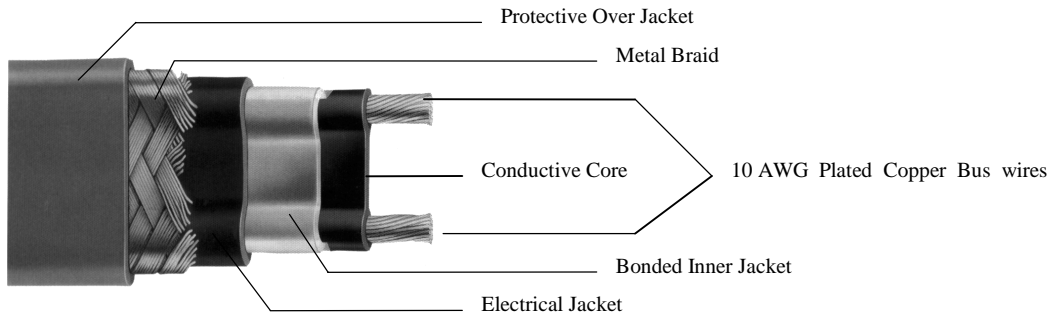 Protective Over Jacket
Metal Braid
Conductive Core
10 AWG Plated Copper Bus wires
Bonded Inner Jacket
Electrical Jacket